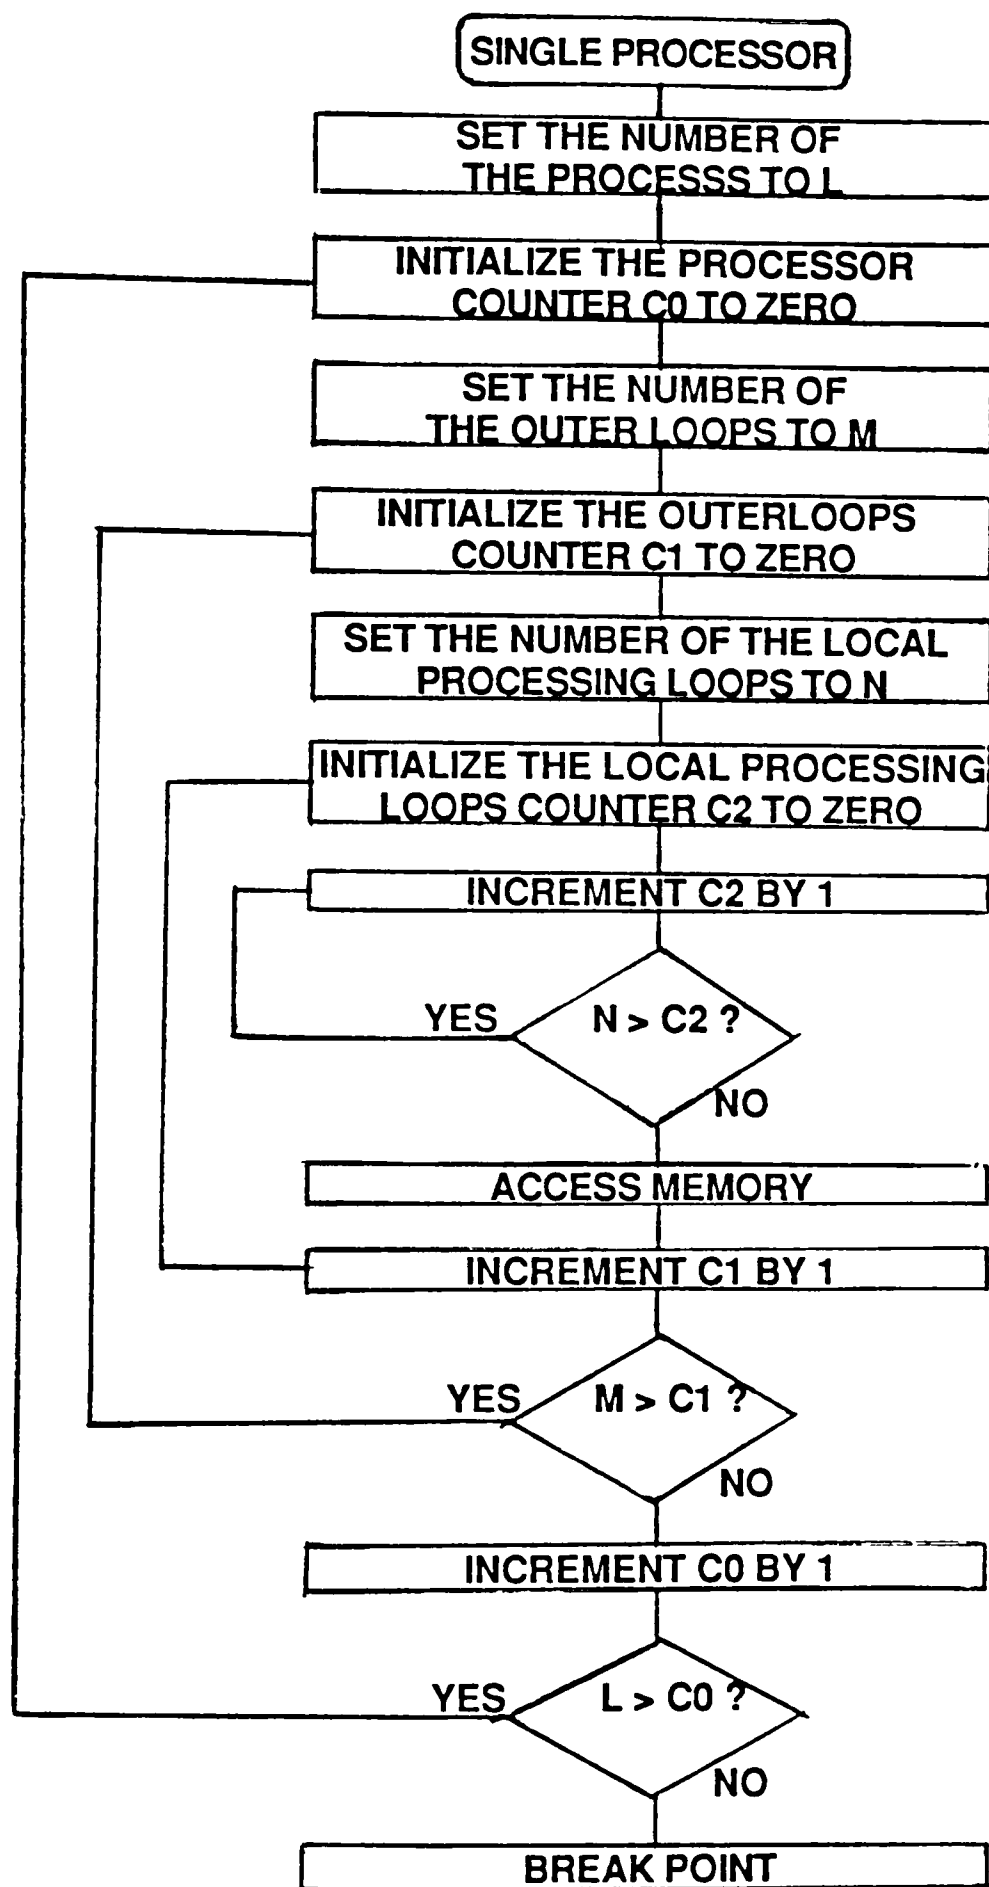 SINGLE PROCESSOR
SET THE NUMBER OF
THE PROCESSS TO L
INITIALIZE THE PROCESSOR
COUNTER C0 TO ZERO
SET THE NUMBER OF
THE OUTER LOOPS TO M
INITIALIZE THE OUTERLOOPS
COUNTER C1 TO ZERO
SET THE NUMBER OF THE LOCAL
PROCESSING LOOPS TO N
INITIALIZE THE LOCAL PROCESSING
LOOPS COUNTER C2 TO ZERO
INCREMENT C2 BY 1
YES
N > C2 ?
NO
ACCESS MEMORY
INCREMENT C1 BY 1
YES
M > C1 ?
NO
INCREMENT C0 BY 1
YES
L > C0 ?
NO
BREAK POINT